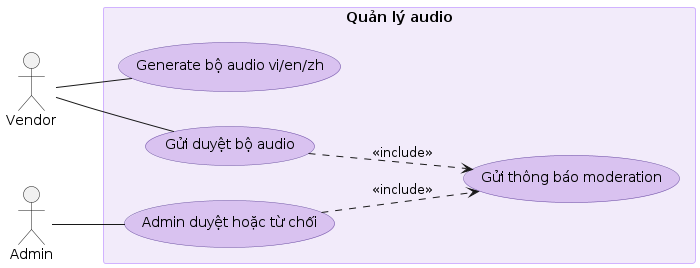 Quản lý audio
Generate bộ audio vi/en/zh
Vendor
Gửi duyệt bộ audio
«include»
Gửi thông báo moderation
«include»
Admin duyệt hoặc từ chối
Admin